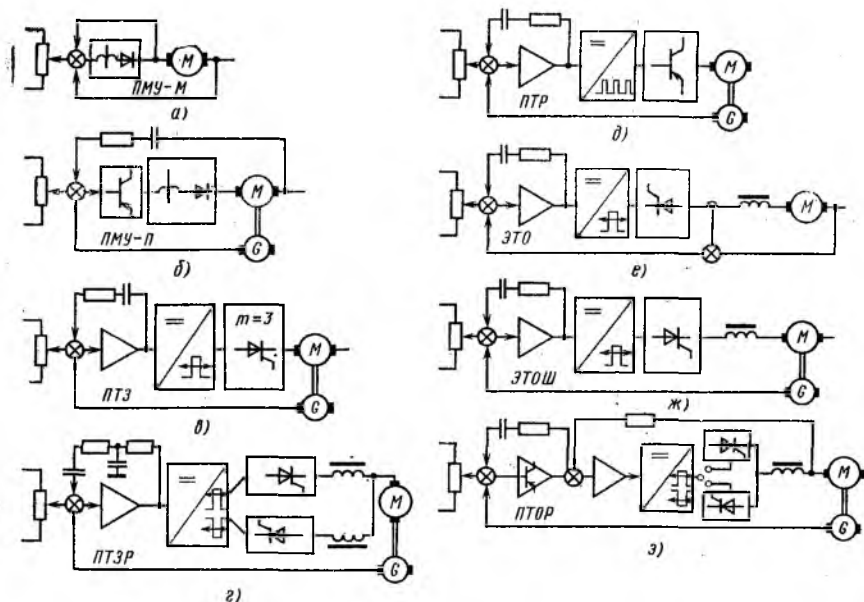 M
ПМУ-М
а)
M
G
ПМУ-П
б)
m=3
M
G
ПТЗ
в)
M
G
ПТЗР
г)
M
G
ПТР
д)
M
ЭТО
е)
M
G
ЭТОШ
ж)
M
G
ПТОР
з)